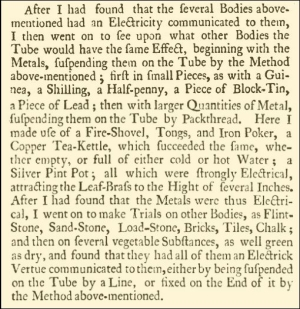 After I had found that the ſeveral Bodies above-
mentioned had an Electricity communicated to them,
I then went on to ſee upon what other Bodies the
Tube would have the ſame Effect, beginning with the
Metals, ſuſpending them on the Tube by the Method
above-mentioned ; firſt in ſmall Pieces, as with a Gui-
nea, a Shilling, a Half-penny, a Piece of Block-Tin,
a Piece of Lead ; then with larger Quantities of Metal,
ſuſpending them on the Tube by Packthread. Here I
made uſe of a Fire-Shovel, Tongs, and Iron Poker, a
Copper Tea-Kettle, which ſucceeded the ſame, whe-
ther empty, or full of either cold or hot Water ; a
Silver Pint Pot ; all which were ſtrongly Electrical,
attracting the Leaf-Braſs to the Hight of ſeveral Inches.
After I had found that the Metals were thus Electri-
cal, I went on to make Trials on other Bodies, as Flint-
Stone, Sand-Stone, Load-Stone, Bricks, Tiles, Chalk ;
and then on ſeveral vegetable Subſtances, as well green
as dry, and found that they had all of them an Electrick
Vertue communicated to them, either by being ſuſpended
on the Tube by a Line, or fixed on the End of it by
the Method above-mentioned.